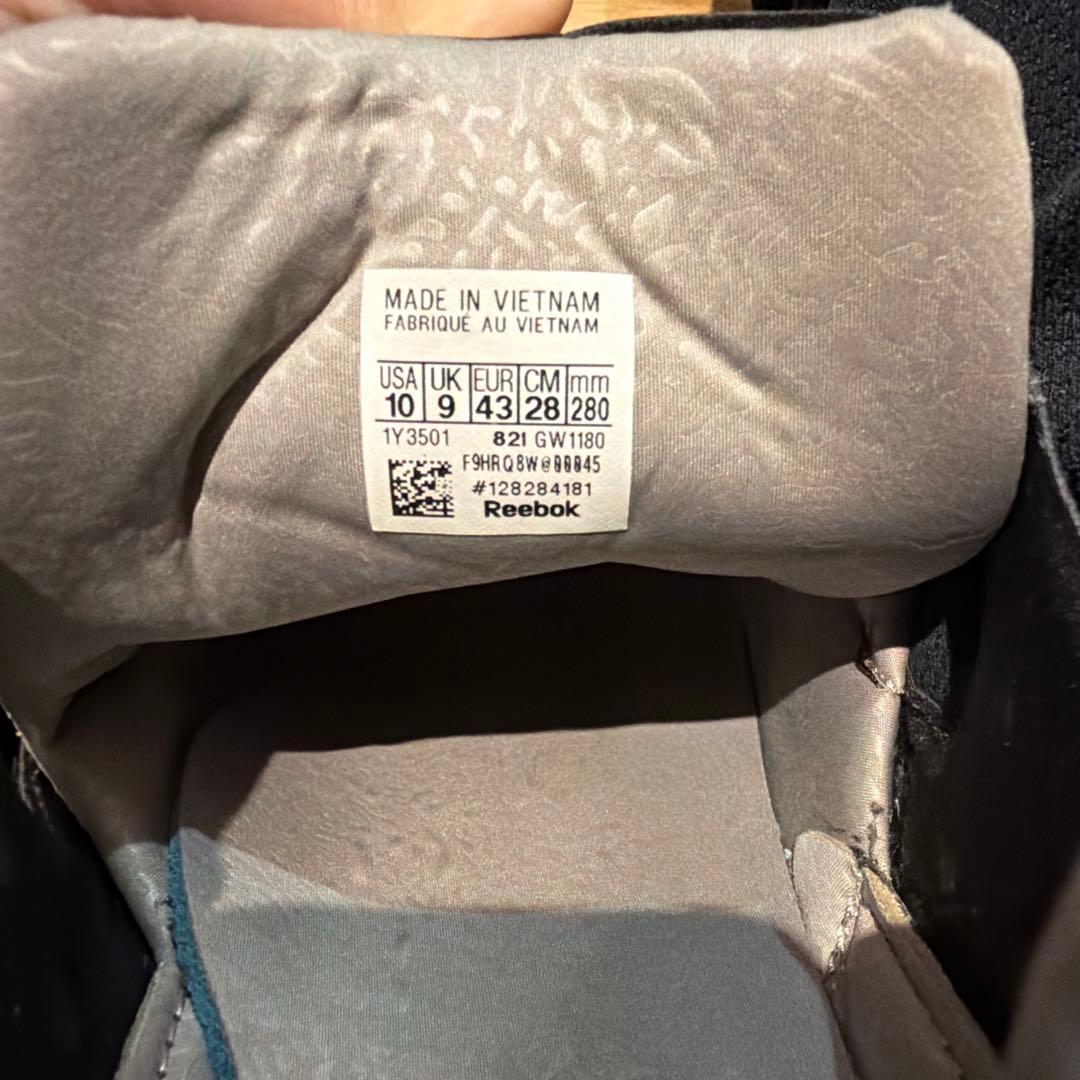 MADE IN VIETNAM
FABRIQUÉ AU VIETNAM
USA UK EUR CM mm
10 9 43 28 280
1Y3501 821 GW1180
F9HRQ8W@00045
#128284181
Reebok